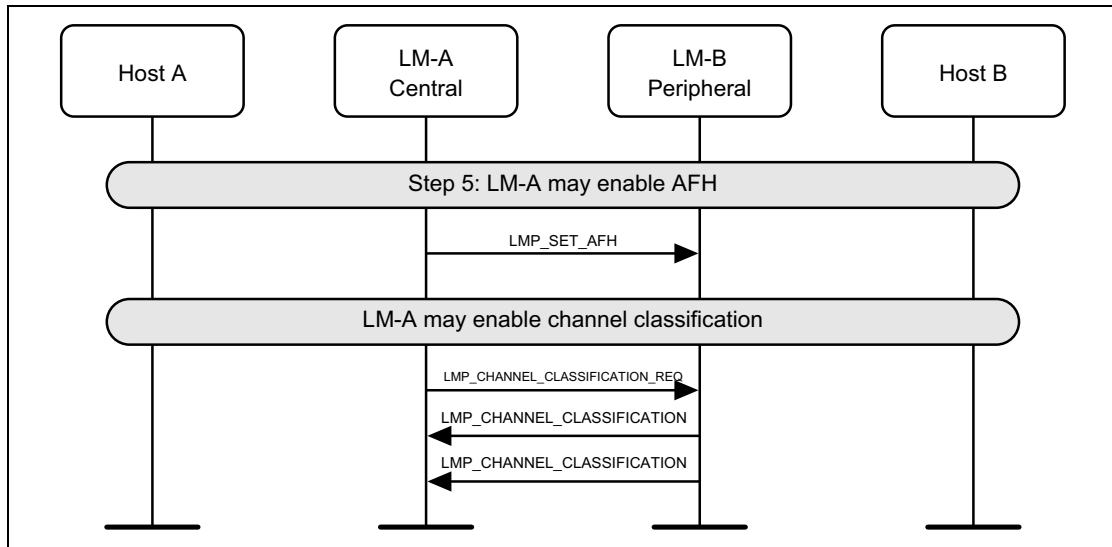 Host A
LM-A
Central
LM-B
Peripheral
Host B
Step 5: LM-A may enable AFH
LMP_SET_AFH
LM-A may enable channel classification
LMP_CHANNEL_CLASSIFICATION_REQ
LMP_CHANNEL_CLASSIFICATION
LMP_CHANNEL_CLASSIFICATION